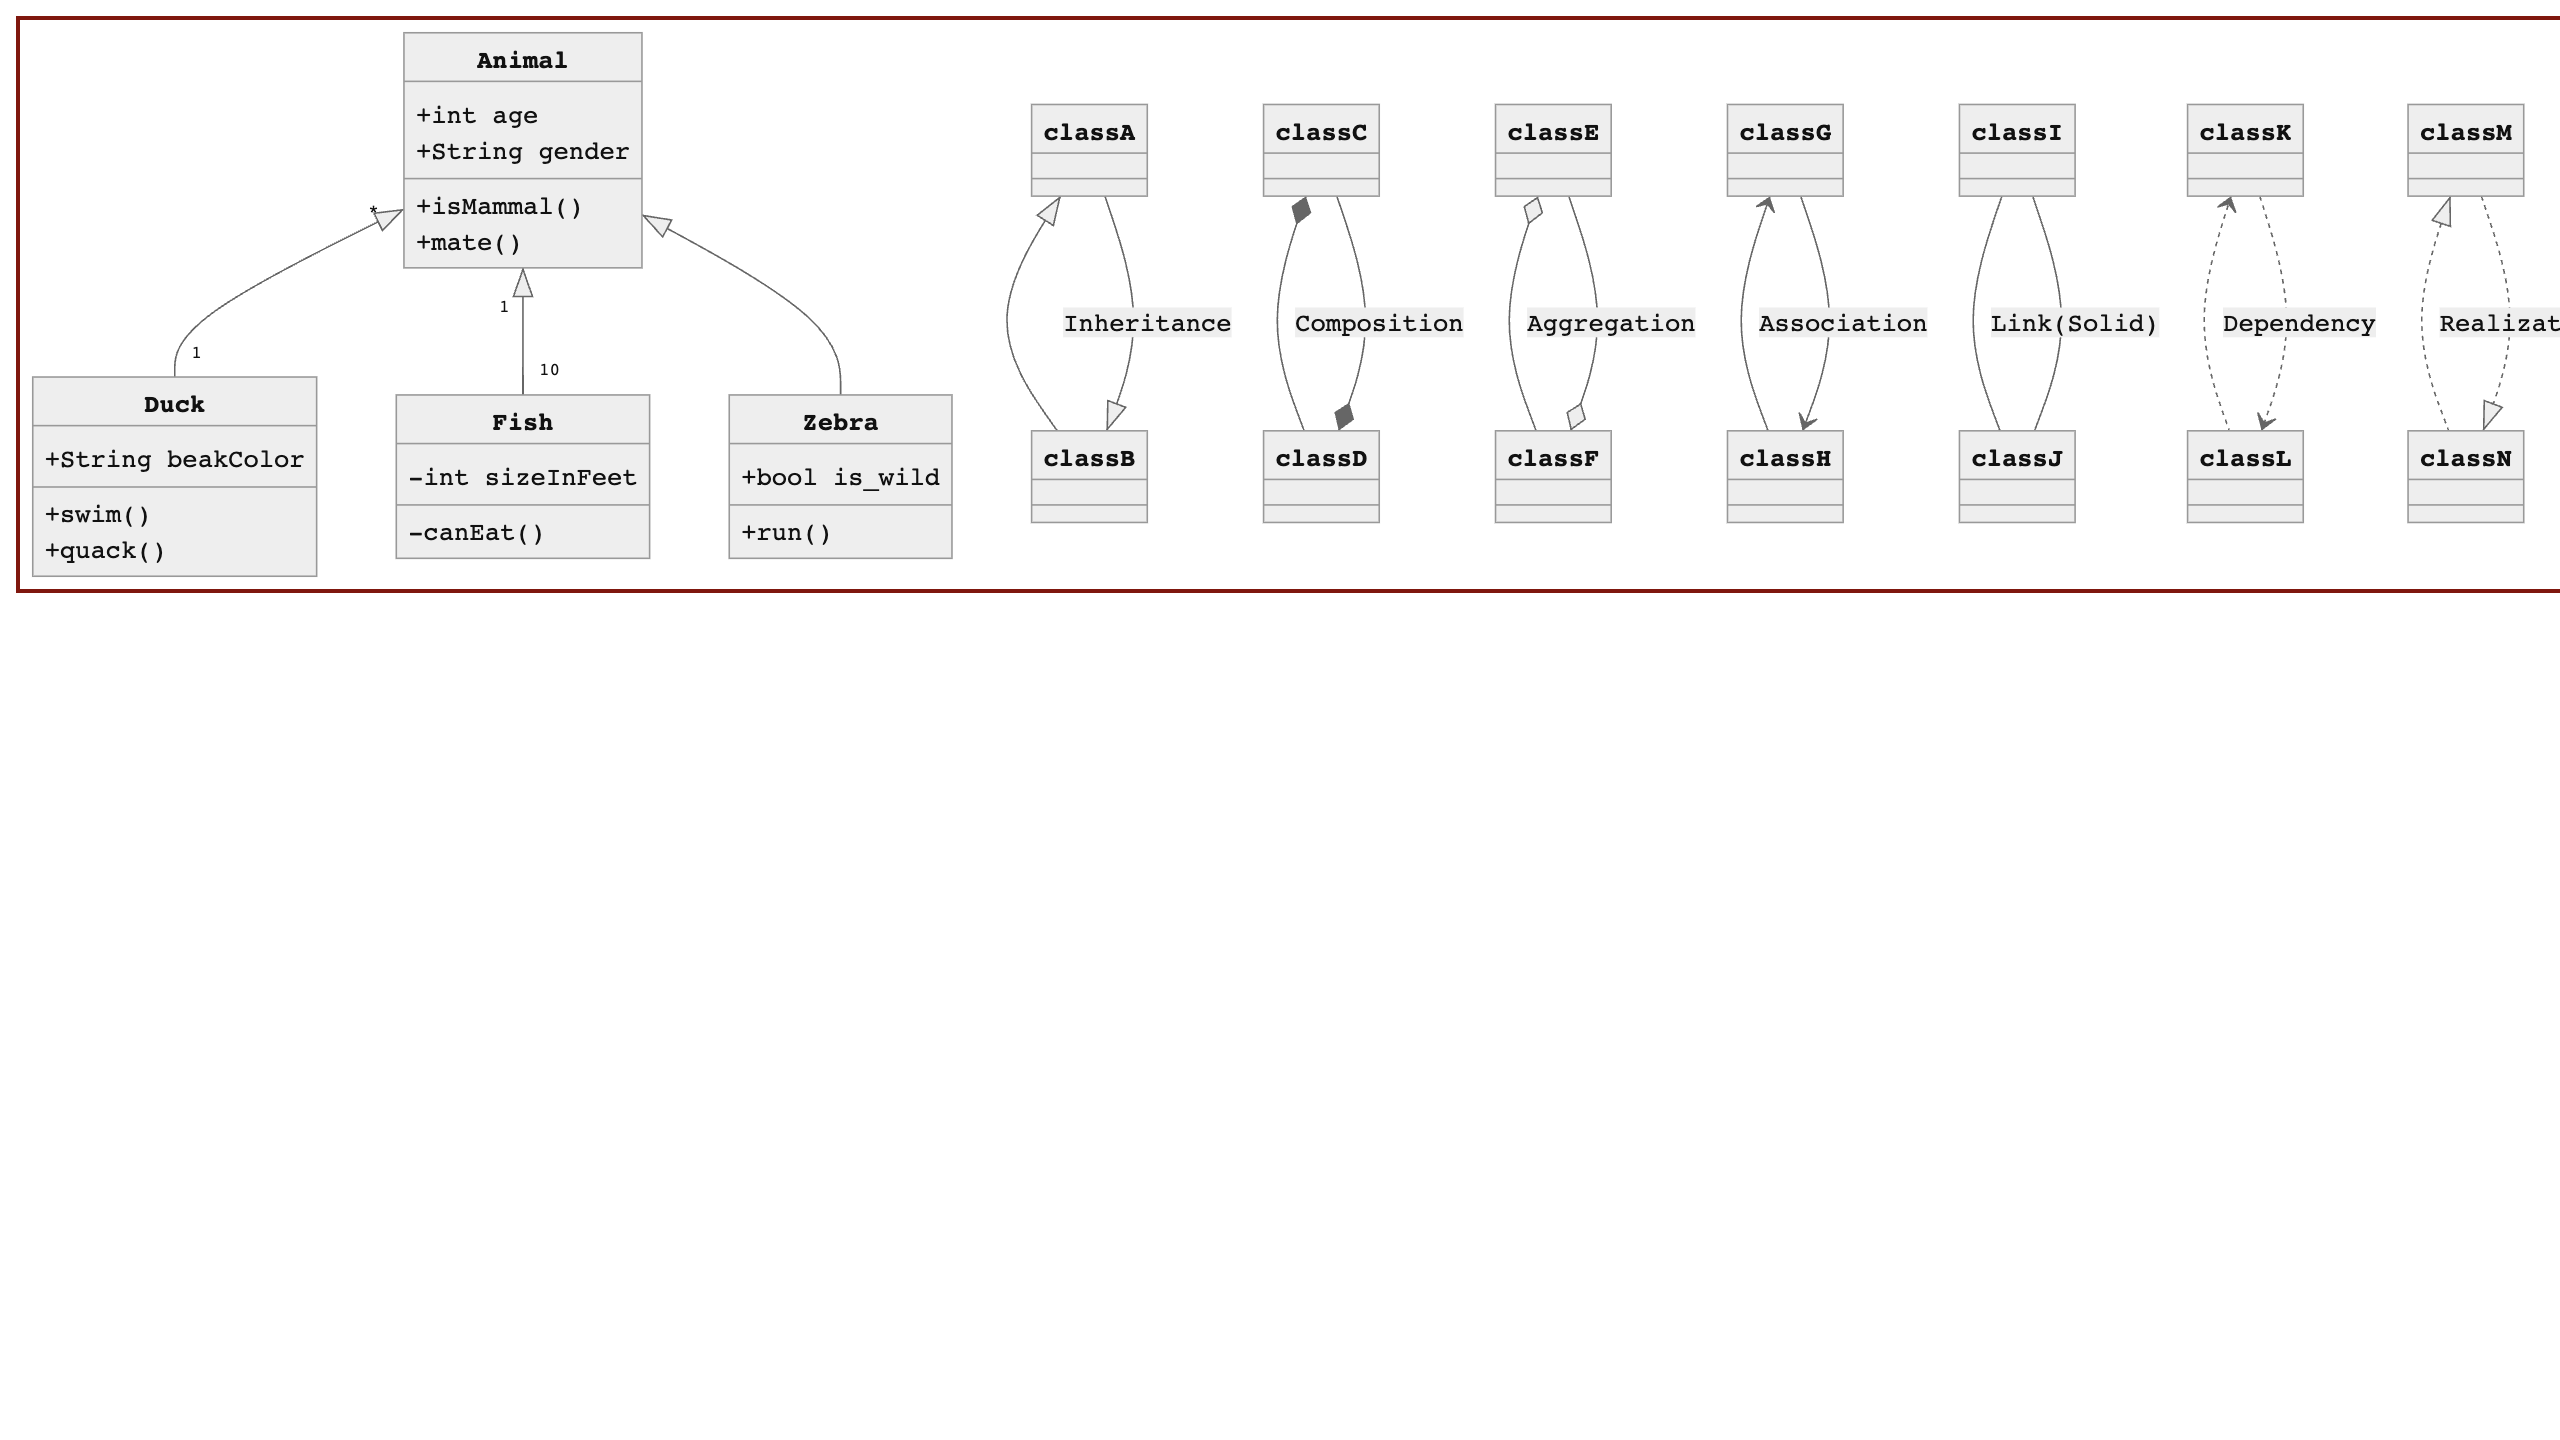 Animal
+int age
+String gender
+isMammal()
+mate()
*
1
1
10
Duck
+String beakColor
+swim()
+quack()
Fish
-int sizeInFeet
-canEat()
Zebra
+bool is_wild
+run()
classA
Inheritance
classB
classC
Composition
classD
classE
Aggregation
classF
classG
Association
classH
classI
Link(Solid)
classJ
classK
Dependency
classL
classM
Realizat
classN